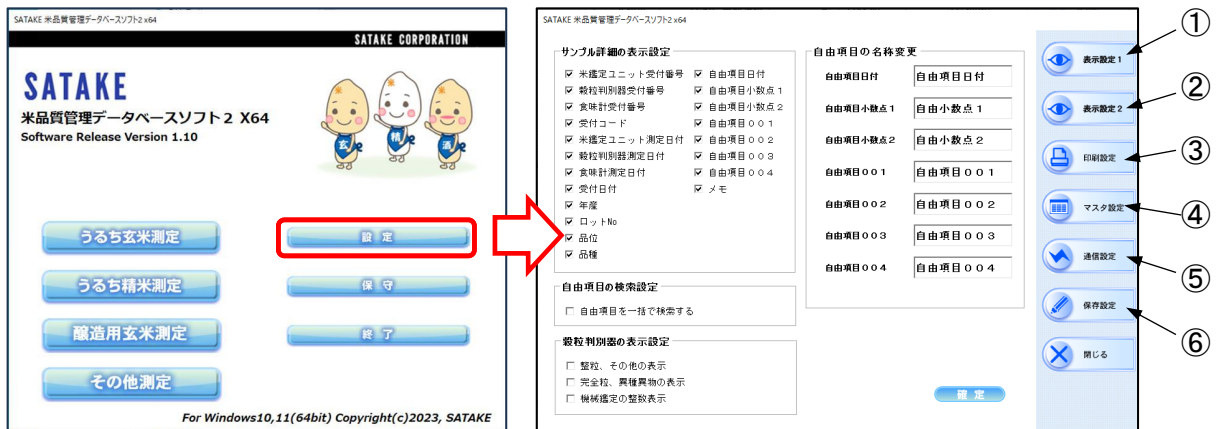 SATAKE 米品質管理データベースソフト2 x64
SATAKE CORPORATION
SATAKE
米品質管理データベースソフト2 X64
Software Release Version 1.10
玄
精
酒
うるち玄米測定
うるち精米測定
醸造用玄米測定
その他測定
設 定
保 守
終 了
For Windows10,11(64bit) Copyright(c)2023, SATAKE
SATAKE 米品質管理データベースソフト2 x64
サンプル詳細の表示設定
米鑑定ユニット受付番号
穀粒判別器受付番号
食味計受付番号
受付コード
米鑑定ユニット測定日付
穀粒判別器測定日付
食味計測定日付
受付日付
年産
ロットNo
品位
品種
自由項目日付
自由項目小数点1
自由項目小数点2
自由項目001
自由項目002
自由項目003
自由項目004
メモ
自由項目の検索設定
自由項目を一括で検索する
穀粒判別器の表示設定
整粒、その他の表示
完全粒、異種異物の表示
機械鑑定の整数表示
自由項目の名称変更
自由項目日付 自由項目日付
自由項目小数点1 自由小数点1
自由項目小数点2 自由小数点2
自由項目001 自由項目001
自由項目002 自由項目002
自由項目003 自由項目003
自由項目004 自由項目004
確 定
表示設定1
表示設定2
印刷設定
マスタ設定
通信設定
保存設定
閉じる
①
②
③
④
⑤
⑥